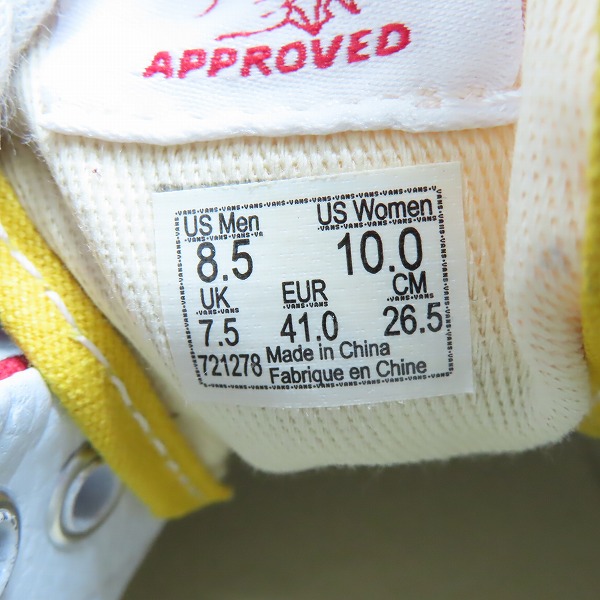 APPROVED
US Men US Women
8.5 10.0
UK EUR CM
7.5 41.0 26.5
721278 Made in China
Fabrique en Chine